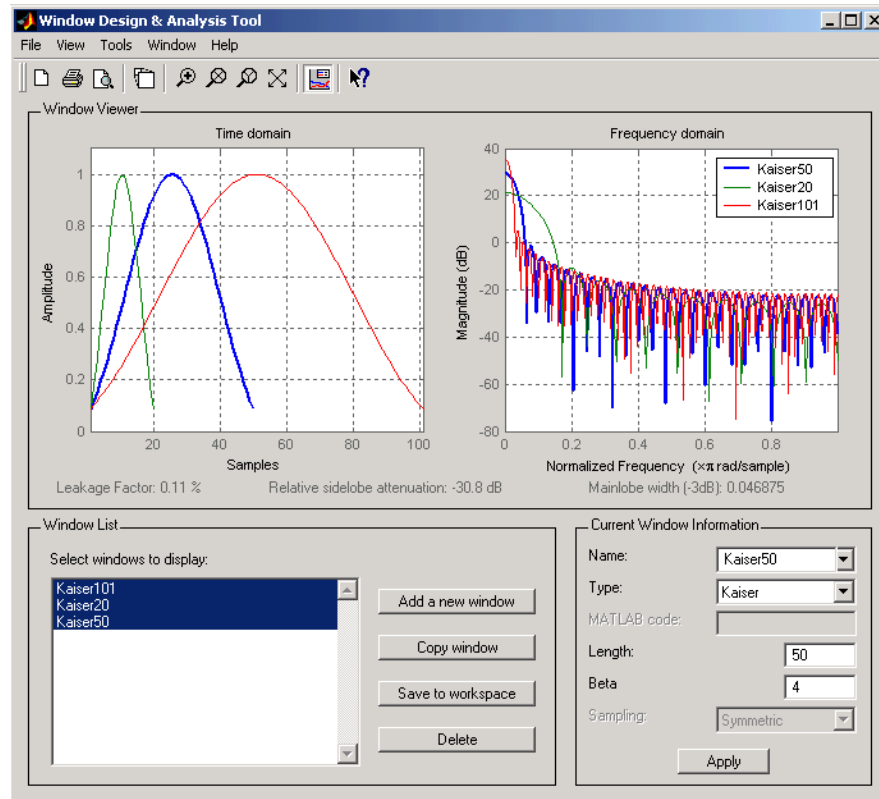 Window Design & Analysis Tool
File View Tools Window Help
Window Viewer
Time domain
1
0.8
0.6
0.4
0.2
0
Amplitude
20 40 60 80 100
Samples
Frequency domain
40
20
0
-20
-40
-60
-80
Magnitude (dB)
Kaiser50
Kaiser20
Kaiser101
0 0.2 0.4 0.6 0.8
Normalized Frequency (×π rad/sample)
Leakage Factor: 0.11 % Relative sidelobe attenuation: -30.8 dB Mainlobe width (-3dB): 0.046875
Window List
Select windows to display:
Kaiser101
Kaiser20
Kaiser50
Add a new window
Copy window
Save to workspace
Delete
Current Window Information
Name: Kaiser50
Type: Kaiser
MATLAB code:
Length: 50
Beta 4
Sampling: Symmetric
Apply